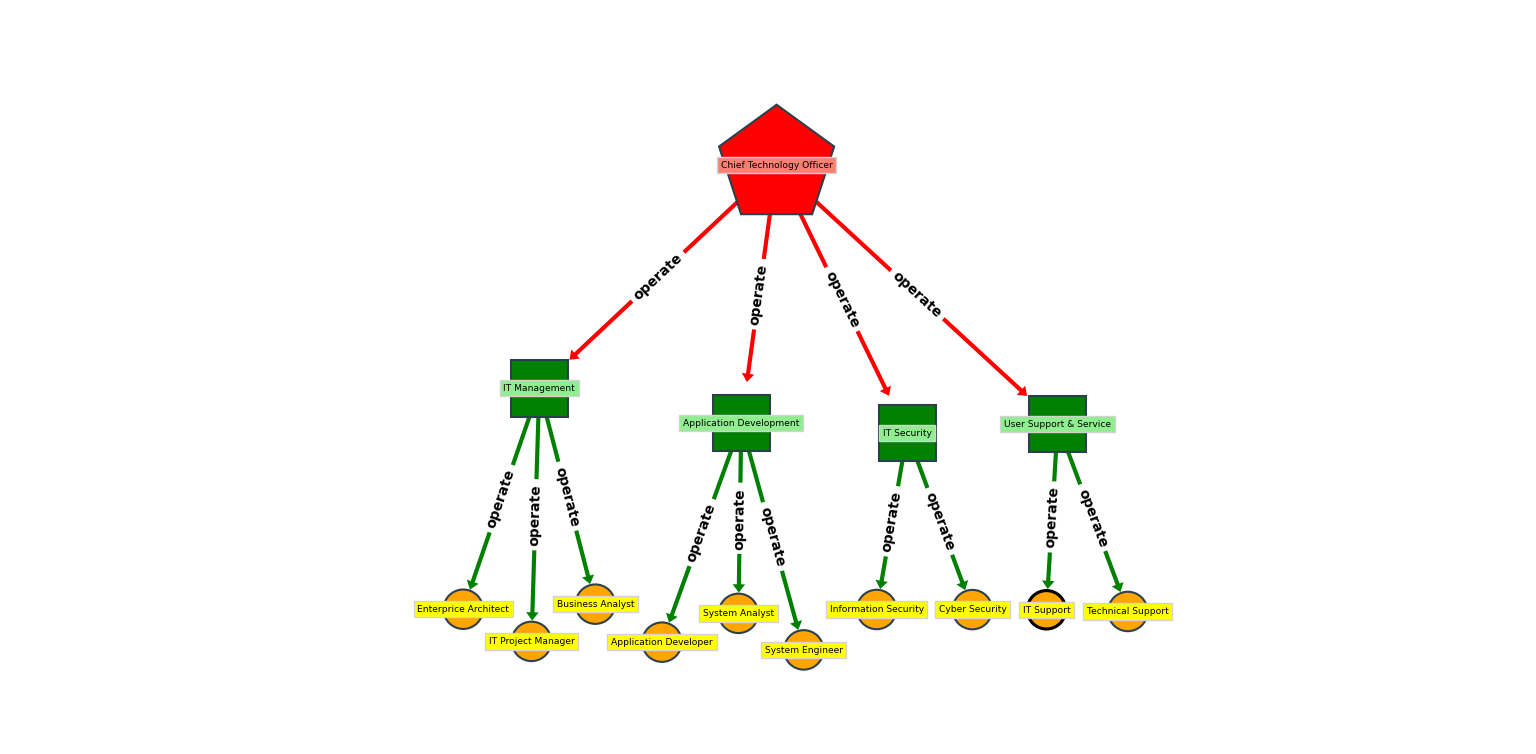 Chief Technology Officer
operate
operate
operate
operate
IT Management
Application Development
IT Security
User Support & Service
operate
operate
operate
operate
operate
operate
operate
operate
operate
operate
Enterprice Architect
IT Project Manager
Business Analyst
Application Developer
System Analyst
System Engineer
Information Security
Cyber Security
IT Support
Technical Support